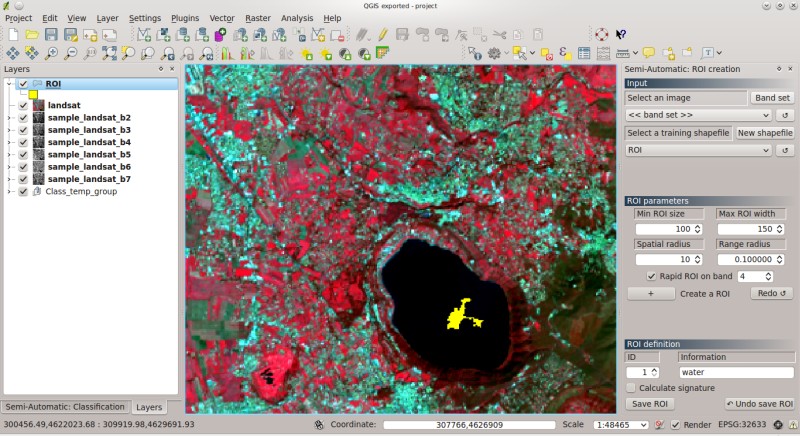 QGIS exported - project
Project Edit View Layer Settings Plugins Vector Raster Analysis Help
Layers
ROI
landsat
sample_landsat_b2
sample_landsat_b3
sample_landsat_b4
sample_landsat_b5
sample_landsat_b6
sample_landsat_b7
Class_temp_group
Semi-Automatic: Classification Layers
Semi-Automatic: ROI creation
Input
Select an image Band set
<< band set >>
Select a training shapefile New shapefile
ROI
ROI parameters
Min ROI size Max ROI width
100 150
Spatial radius Range radius
10 0.100000
Rapid ROI on band 4
+ Create a ROI Redo ↺
ROI definition
ID Information
1 water
Calculate signature
Save ROI ↶ Undo save ROI
300456.49,4622023.68 : 309919.98,4629691.93 Coordinate: 307766,4626909 Scale 1:48465 Render EPSG:32633